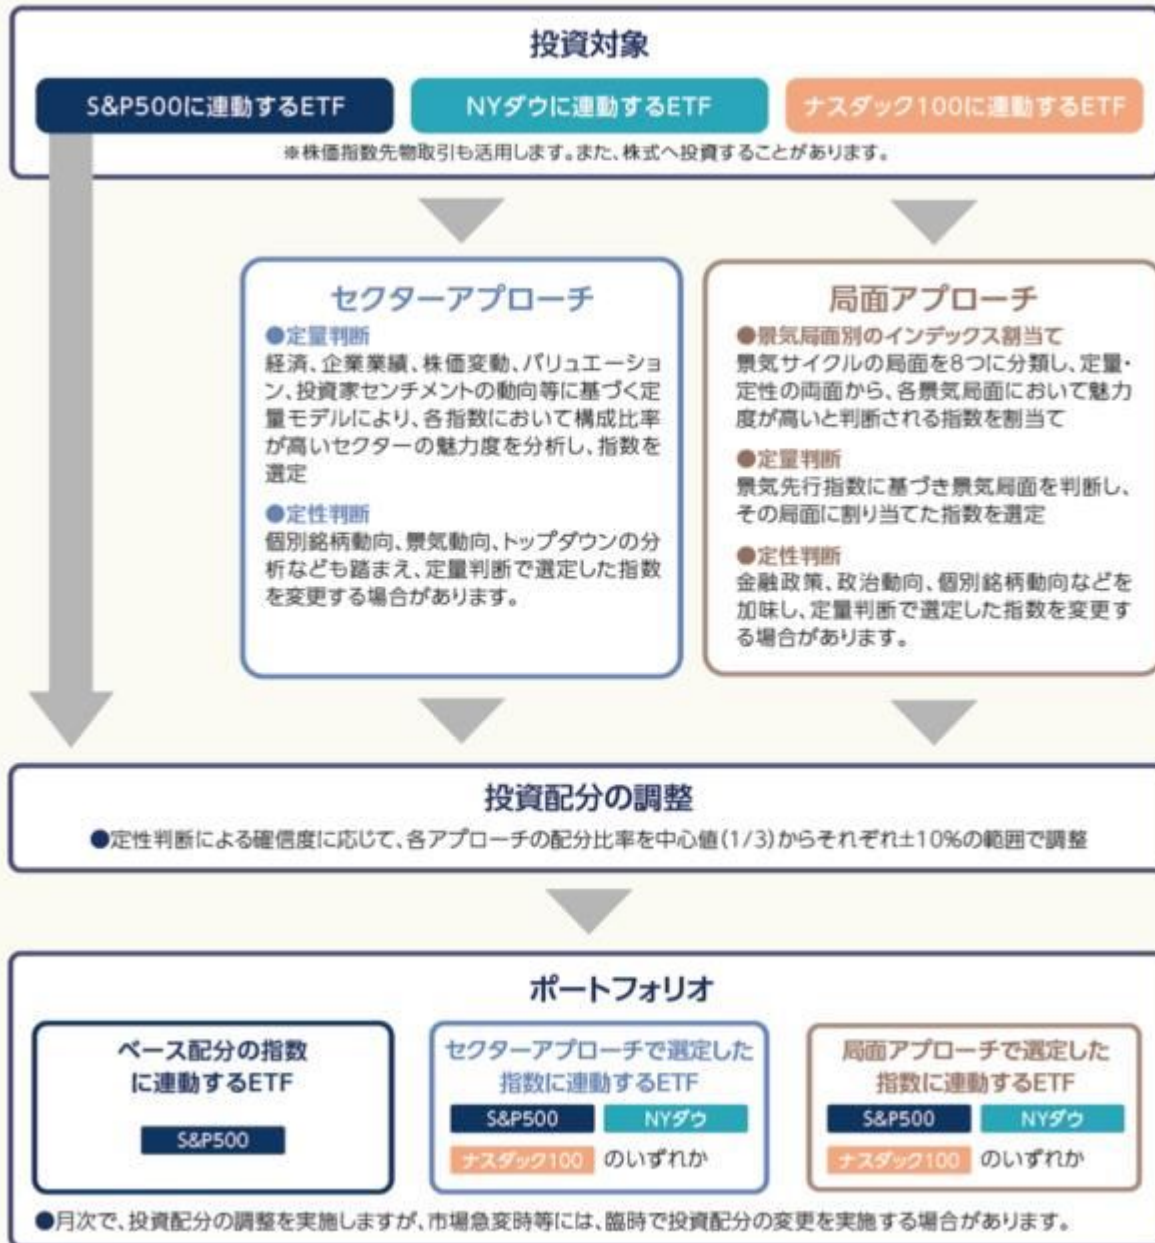 投資対象
S&P500に連動するETF
NYダウに連動するETF
ナスダック100に連動するETF
※株価指数先物取引も活用します。また、株式へ投資することがあります。
セクターアプローチ
●定量判断
経済、企業業績、株価変動、バリュエーショ
ン、投資家センチメントの動向等に基づく定
量モデルにより、各指数において構成比率
が高いセクターの魅力度を分析し、指数を
選定
●定性判断
個別銘柄動向、景気動向、トップダウンの分
析なども踏まえ、定量判断で選定した指数
を変更する場合があります。
局面アプローチ
●景気局面別のインデックス割当て
景気サイクルの局面を8つに分類し、定量・
定性の両面から、各景気局面において魅力
度が高いと判断される指数を割当て
●定量判断
景気先行指数に基づき景気局面を判断し、
その局面に割り当てた指数を選定
●定性判断
金融政策、政治動向、個別銘柄動向などを
加味し、定量判断で選定した指数を変更す
る場合があります。
投資配分の調整
●定性判断による確信度に応じて、各アプローチの配分比率を中心値(1/3)からそれぞれ±10%の範囲で調整
ポートフォリオ
ベース配分の指数
に連動するETF
S&P500
セクターアプローチで選定した
指数に連動するETF
S&P500 NYダウ
ナスダック100 のいずれか
局面アプローチで選定した
指数に連動するETF
S&P500 NYダウ
ナスダック100 のいずれか
●月次で、投資配分の調整を実施しますが、市場急変時等には、臨時で投資配分の変更を実施する場合があります。